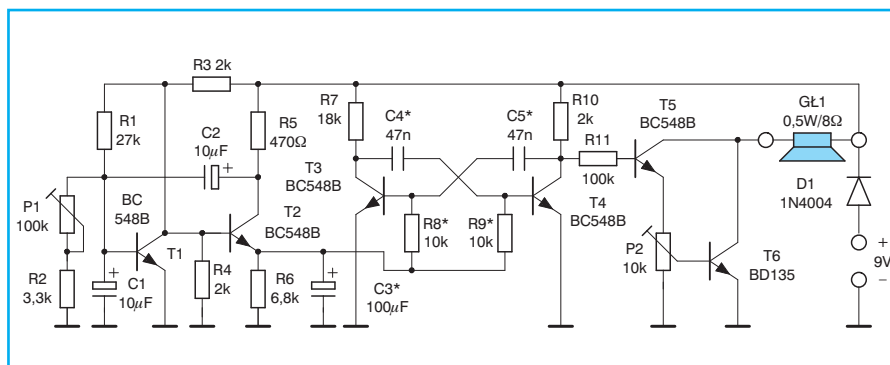 R3 2k
R1
27k
C2
10µF
R5
470Ω
R7
18k
C4*
47n
C5*
47n
R10
2k
R11
100k
T5
BC548B
GŁ1
0,5W/8Ω
D1
1N4004
P1
100k
BC
548B
T1
T3
BC548B
T2
BC548B
R8*
10k
R9*
10k
T4
BC548B
P2
10k
T6
BD135
+
9V
–
R2
3,3k
+
C1
10µF
R4
2k
R6
6,8k
+
C3*
100µF
+